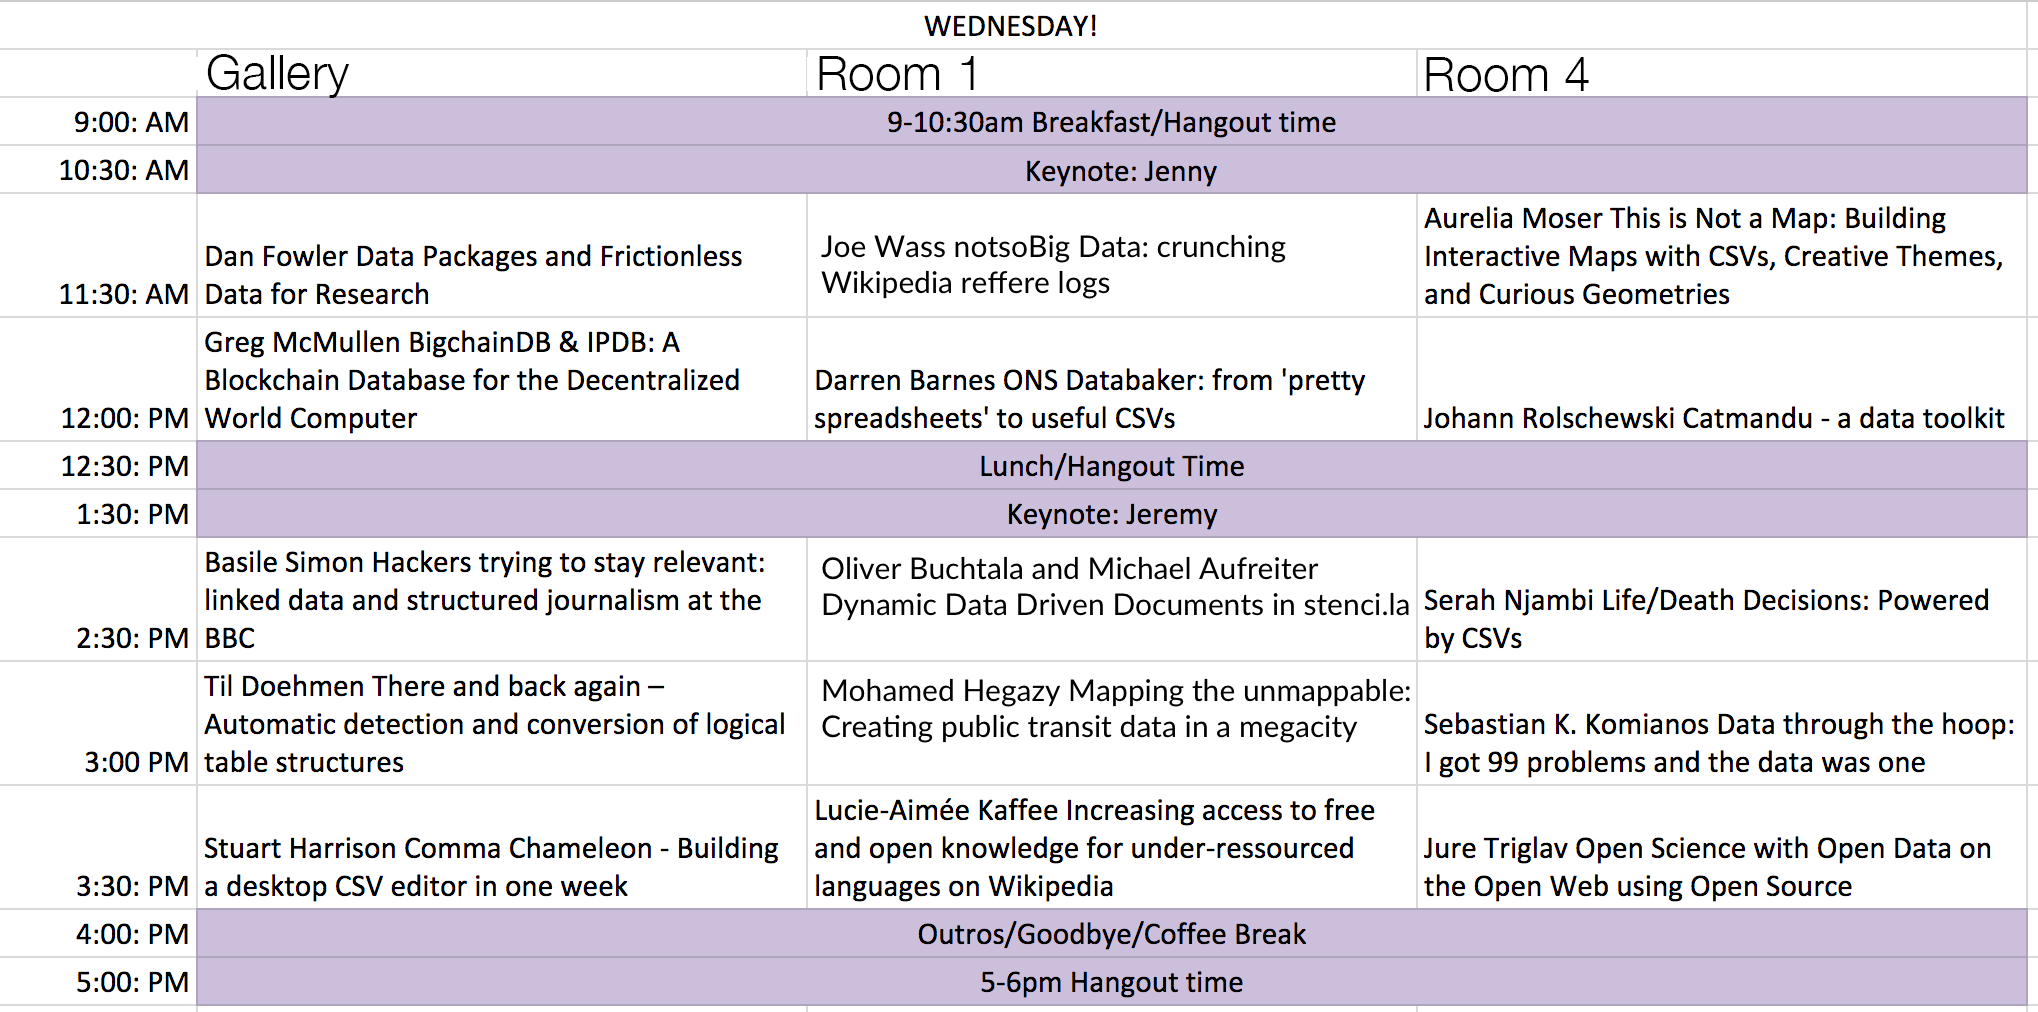 WEDNESDAY!
Gallery Room 1 Room 4
9:00: AM 9-10:30am Breakfast/Hangout time
10:30: AM Keynote: Jenny
11:30: AM
Dan Fowler Data Packages and Frictionless
Data for Research
Joe Wass notsoBig Data: crunching
Wikipedia reffere logs
Aurelia Moser This is Not a Map: Building
Interactive Maps with CSVs, Creative Themes,
and Curious Geometries
12:00: PM
Greg McMullen BigchainDB & IPDB: A
Blockchain Database for the Decentralized
World Computer
Darren Barnes ONS Databaker: from 'pretty
spreadsheets' to useful CSVs
Johann Rolschewski Catmandu - a data toolkit
12:30: PM Lunch/Hangout Time
1:30: PM Keynote: Jeremy
2:30: PM
Basile Simon Hackers trying to stay relevant:
linked data and structured journalism at the
BBC
Oliver Buchtala and Michael Aufreiter
Dynamic Data Driven Documents in stenci.la
Serah Njambi Life/Death Decisions: Powered
by CSVs
3:00 PM
Til Doehmen There and back again –
Automatic detection and conversion of logical
table structures
Mohamed Hegazy Mapping the unmappable:
Creating public transit data in a megacity
Sebastian K. Komianos Data through the hoop:
I got 99 problems and the data was one
3:30: PM
Stuart Harrison Comma Chameleon - Building
a desktop CSV editor in one week
Lucie-Aimée Kaffee Increasing access to free
and open knowledge for under-ressourced
languages on Wikipedia
Jure Triglav Open Science with Open Data on
the Open Web using Open Source
4:00: PM Outros/Goodbye/Coffee Break
5:00: PM 5-6pm Hangout time